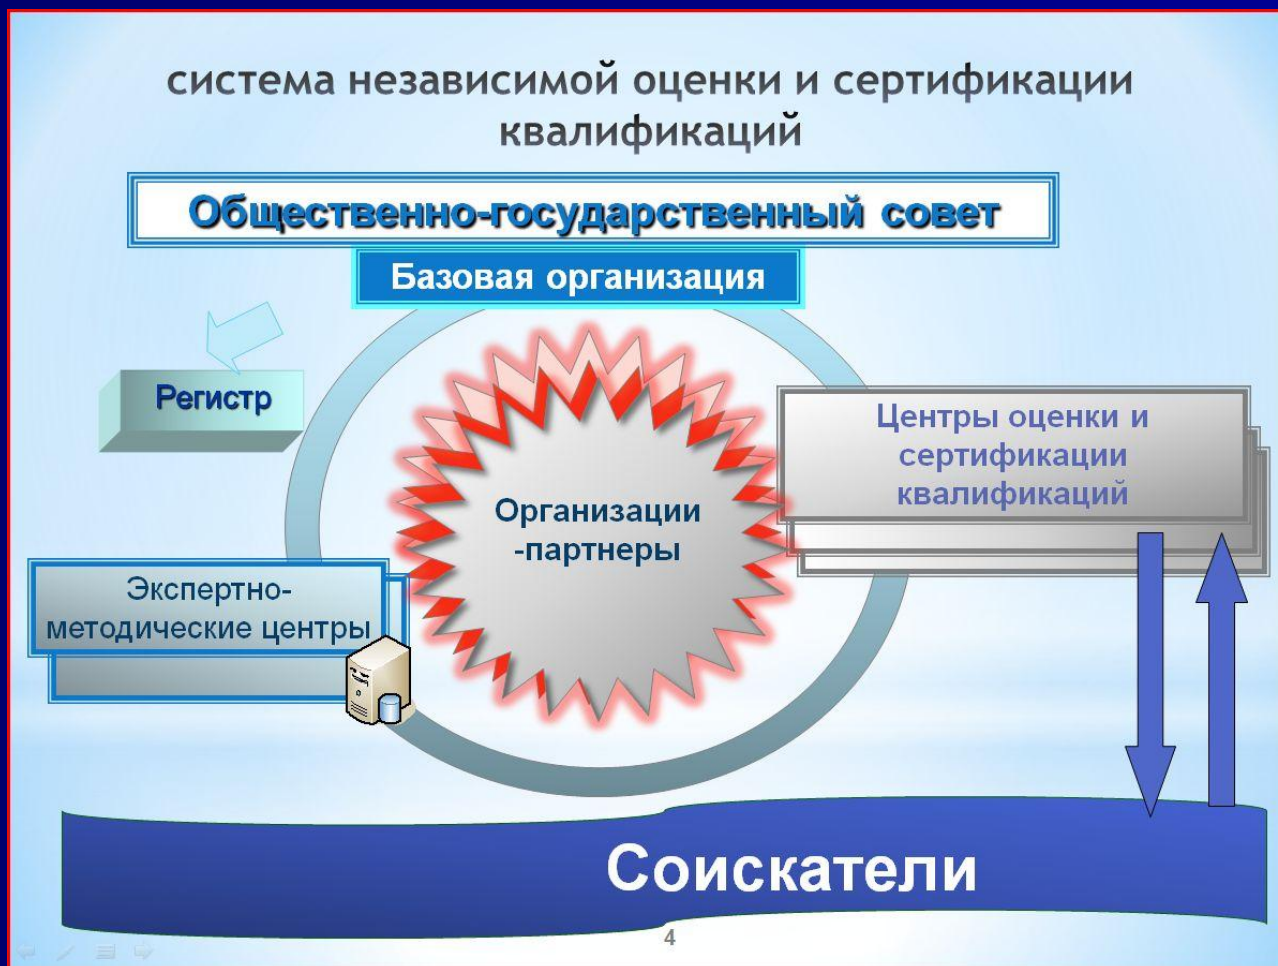 система независимой оценки и сертификации
квалификаций
Общественно-государственный совет
Базовая организация
Регистр
Центры оценки и
сертификации
квалификаций
Организации
-партнеры
Экспертно-
методические центры
Соискатели
4